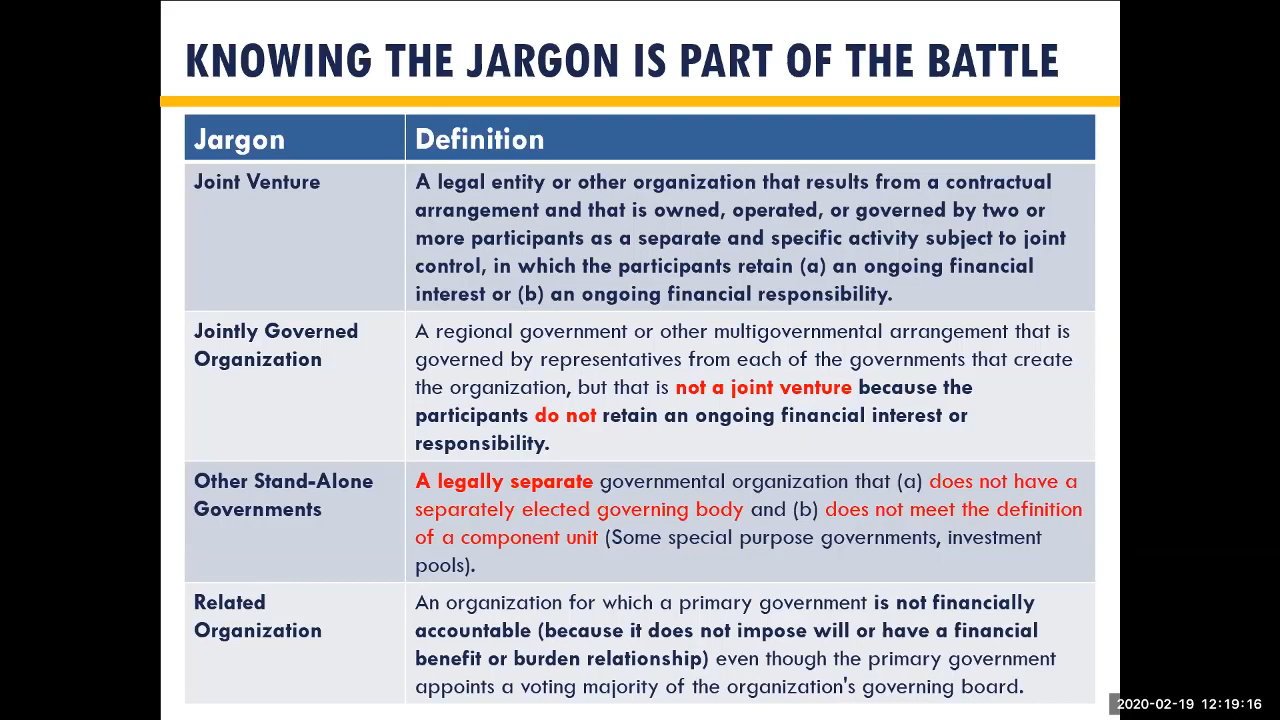 KNOWING THE JARGON IS PART OF THE BATTLE
Jargon
Definition
Joint Venture
A legal entity or other organization that results from a contractual
arrangement and that is owned, operated, or governed by two or
more participants as a separate and specific activity subject to joint
control, in which the participants retain (a) an ongoing financial
interest or (b) an ongoing financial responsibility.
Jointly Governed
Organization
A regional government or other multigovernmental arrangement that is
governed by representatives from each of the governments that create
the organization, but that is not a joint venture because the
participants do not retain an ongoing financial interest or
responsibility.
Other Stand-Alone
Governments
A legally separate governmental organization that (a) does not have a
separately elected governing body and (b) does not meet the definition
of a component unit (Some special purpose governments, investment
pools).
Related
Organization
An organization for which a primary government is not financially
accountable (because it does not impose will or have a financial
benefit or burden relationship) even though the primary government
appoints a voting majority of the organization's governing board.
2020-02-19 12:19:16